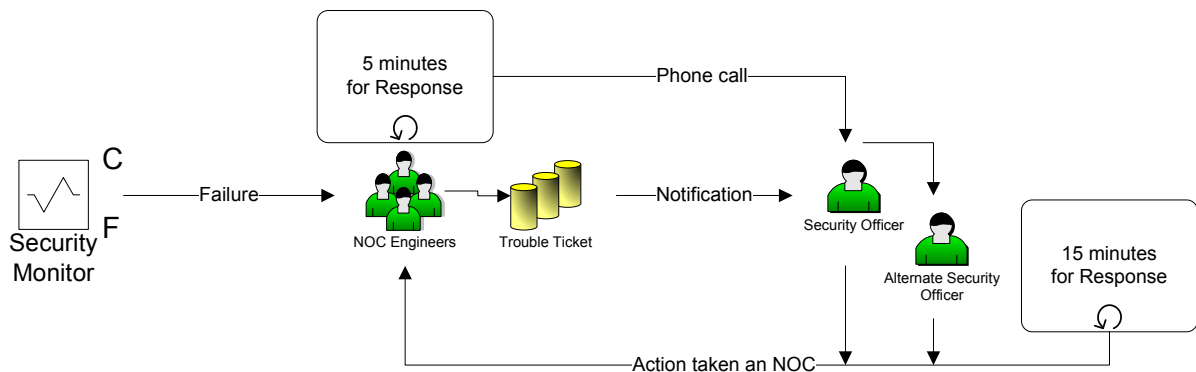 5 minutes
for Response
Phone call
C
F
Security
Monitor
Failure
NOC Engineers
Trouble Ticket
Notification
Security Officer
Alternate Security
Officer
15 minutes
for Response
Action taken an NOC